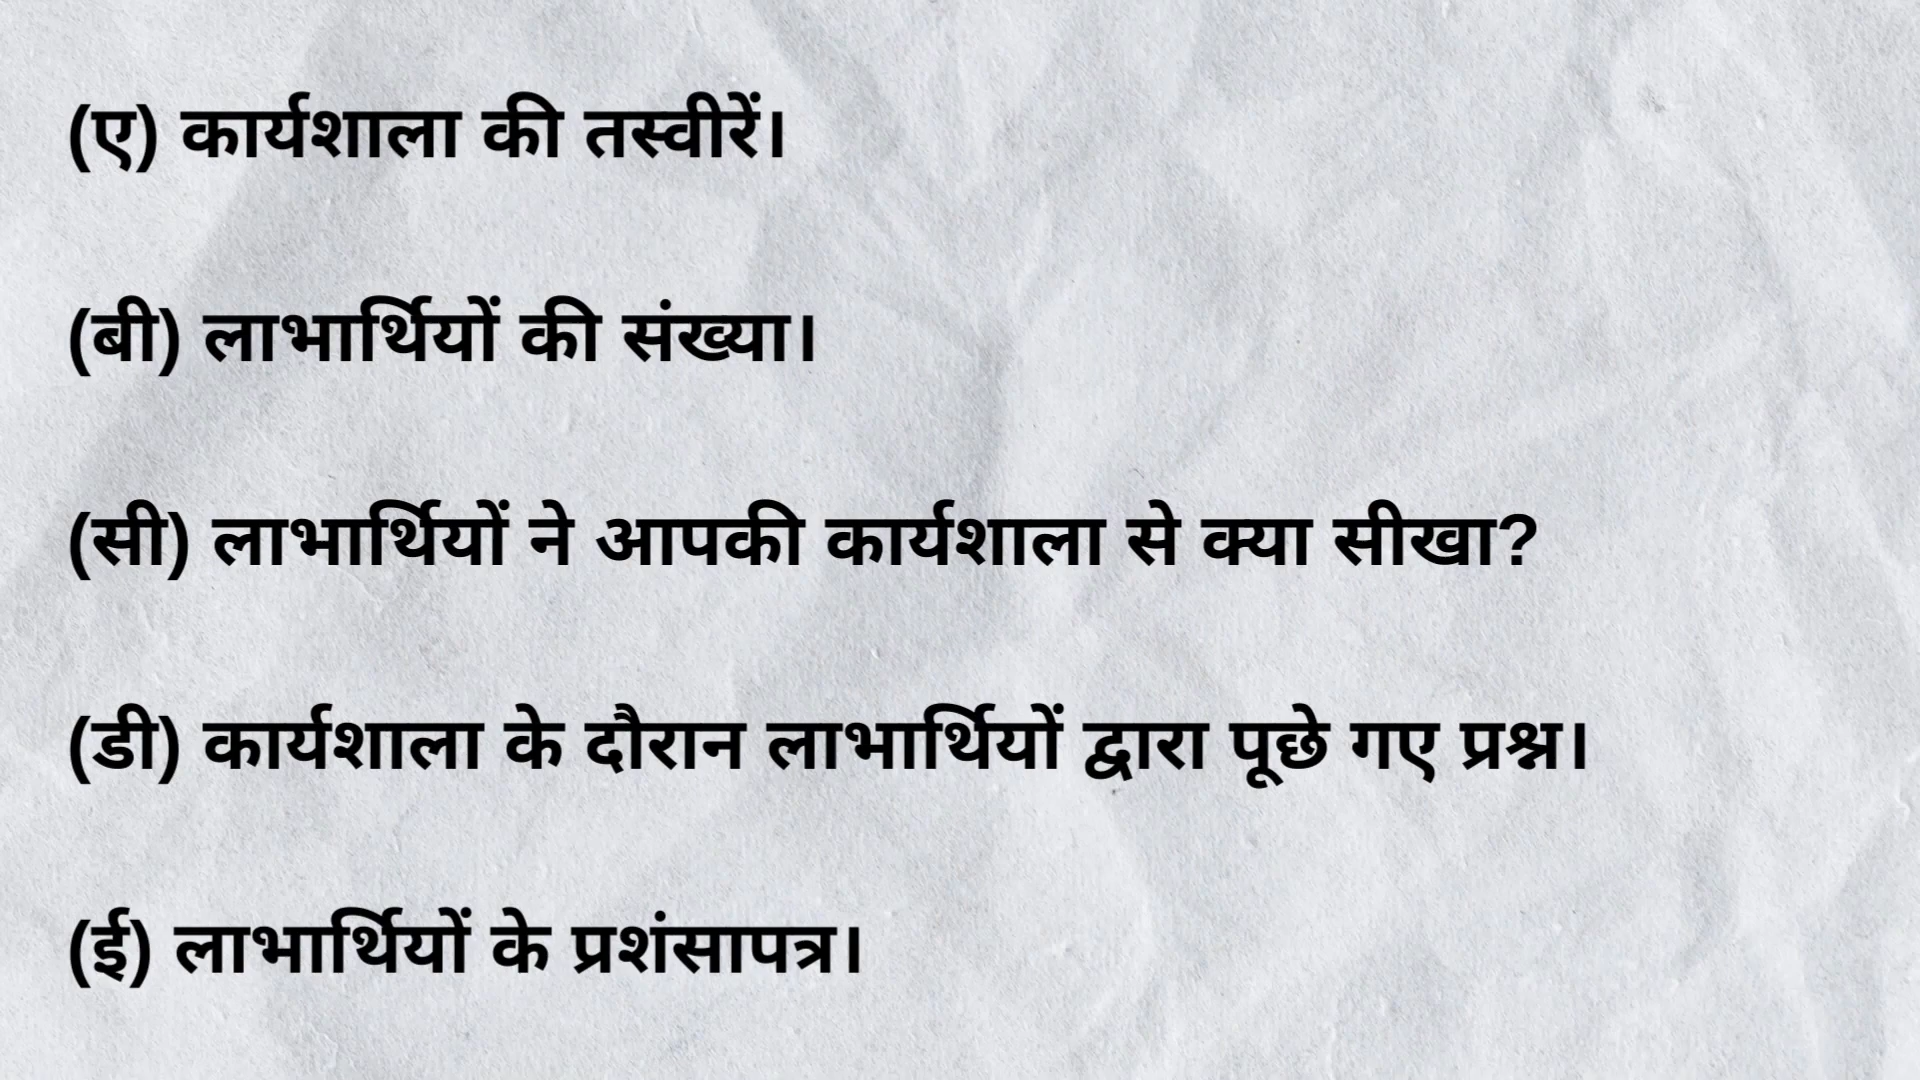 (ए) कार्यशाला की तस्वीरें।
(बी) लाभार्थियों की संख्या।
(सी) लाभार्थियों ने आपकी कार्यशाला से क्या सीखा?
(डी) कार्यशाला के दौरान लाभार्थियों द्वारा पूछे गए प्रश्न।
(ई) लाभार्थियों के प्रशंसापत्र।